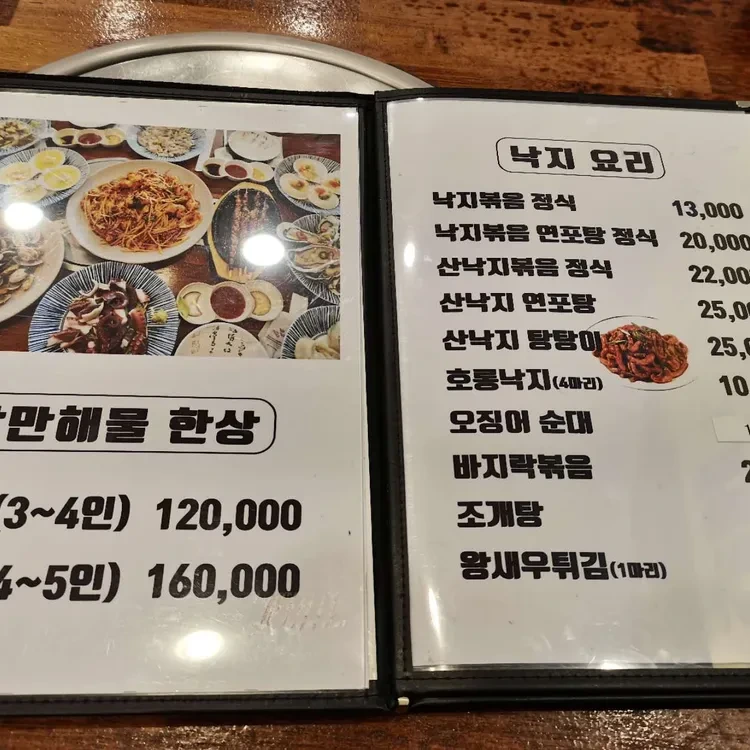 만해물 한상
(3~4인) 120,000
4~5인) 160,000
낙지 요리
낙지볶음 정식 13,000
낙지볶음 연포탕 정식 20,000
산낙지볶음 정식 22,00
산낙지 연포탕 25,0
산낙지 탕탕이 25,
호롱낙지(4마리) 10
오징어 순대
바지락볶음 2
조개탕
왕새우튀김(1마리)